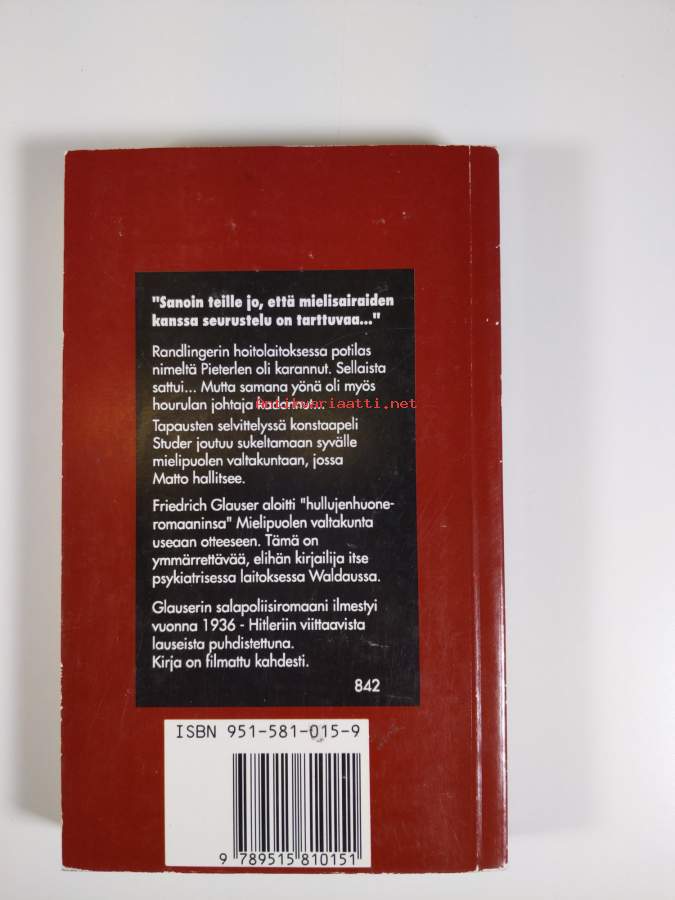 "Sanoin teille jo, että mielisairaiden
kanssa seurustelu on tarttuvaa..."
Randlingerin hoitolaitoksessa potilas
nimeltä Pieterlen oli karannut. Sellaista
sattui... Mutta samana yönä oli myös
hourulan johtaja kadonnut...
Antikvariaatti.net
Tapausten selvittelyssä konstaapeli
Studer joutuu sukeltamaan syvälle
mielipuolen valtakuntaan, jossa
Matto hallitsee.
Friedrich Glauser aloitti "hullujenhuone-
romaaninsa" Mielipuolen valtakunta
useaan otteeseen. Tämä on
ymmärrettävää, elihän kirjailija itse
psykiatrisessa laitoksessa Waldaussa.
Glauserin salapoliisiromaani ilmestyi
vuonna 1936 - Hitleriin viittaavista
lauseista puhdistettuna.
Kirja on filmattu kahdesti.
842
ISBN 951-581-015-9
9 789515 810151